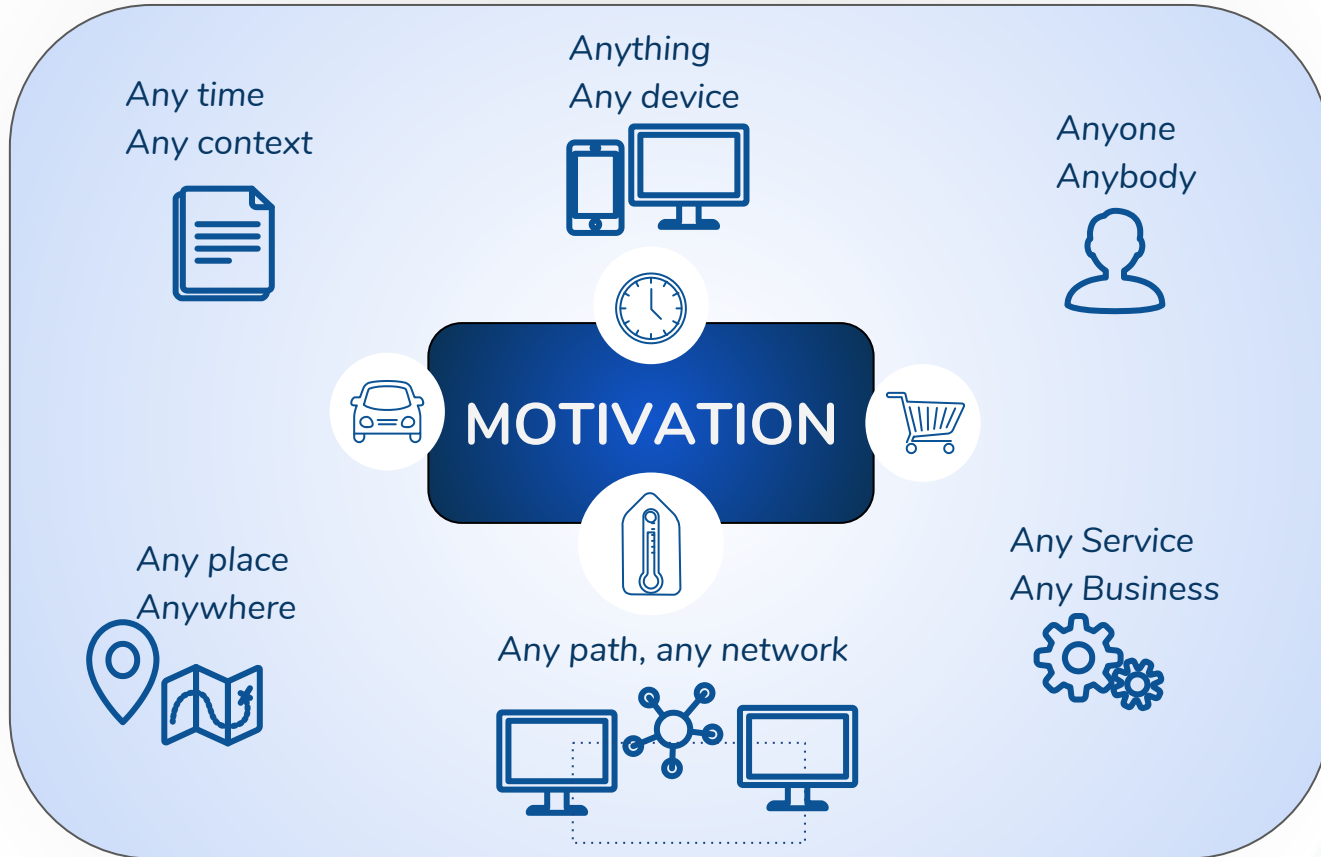 Anything
Any device
Any time
Any context
Anyone
Anybody
MOTIVATION
Any place
Anywhere
Any Service
Any Business
Any path, any network